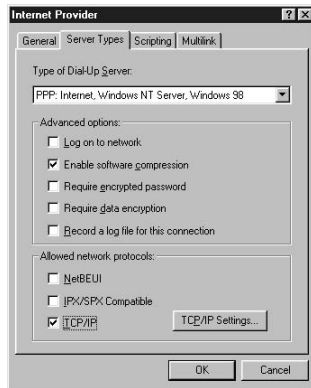 Internet Provider
General Server Types Scripting Multilink
Type of Dial-Up Server:
PPP: Internet, Windows NT Server, Windows 98
Advanced options:
Log on to network
Enable software compression
Require encrypted password
Require data encryption
Record a log file for this connection
Allowed network protocols:
NetBEUI
IPX/SPX Compatible
TCP/IP TCP/IP Settings...
OK Cancel